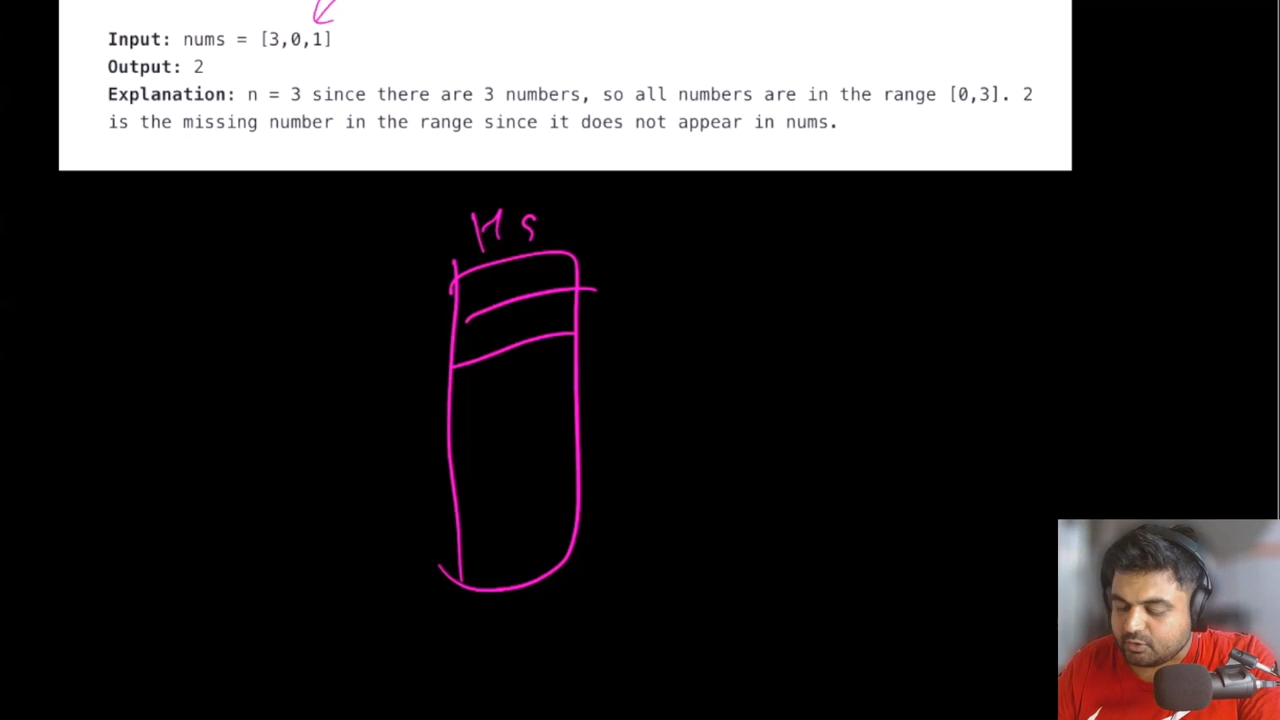 Input: nums = [3,0,1]
Output: 2
Explanation: n = 3 since there are 3 numbers, so all numbers are in the range [0,3]. 2
is the missing number in the range since it does not appear in nums.
HS